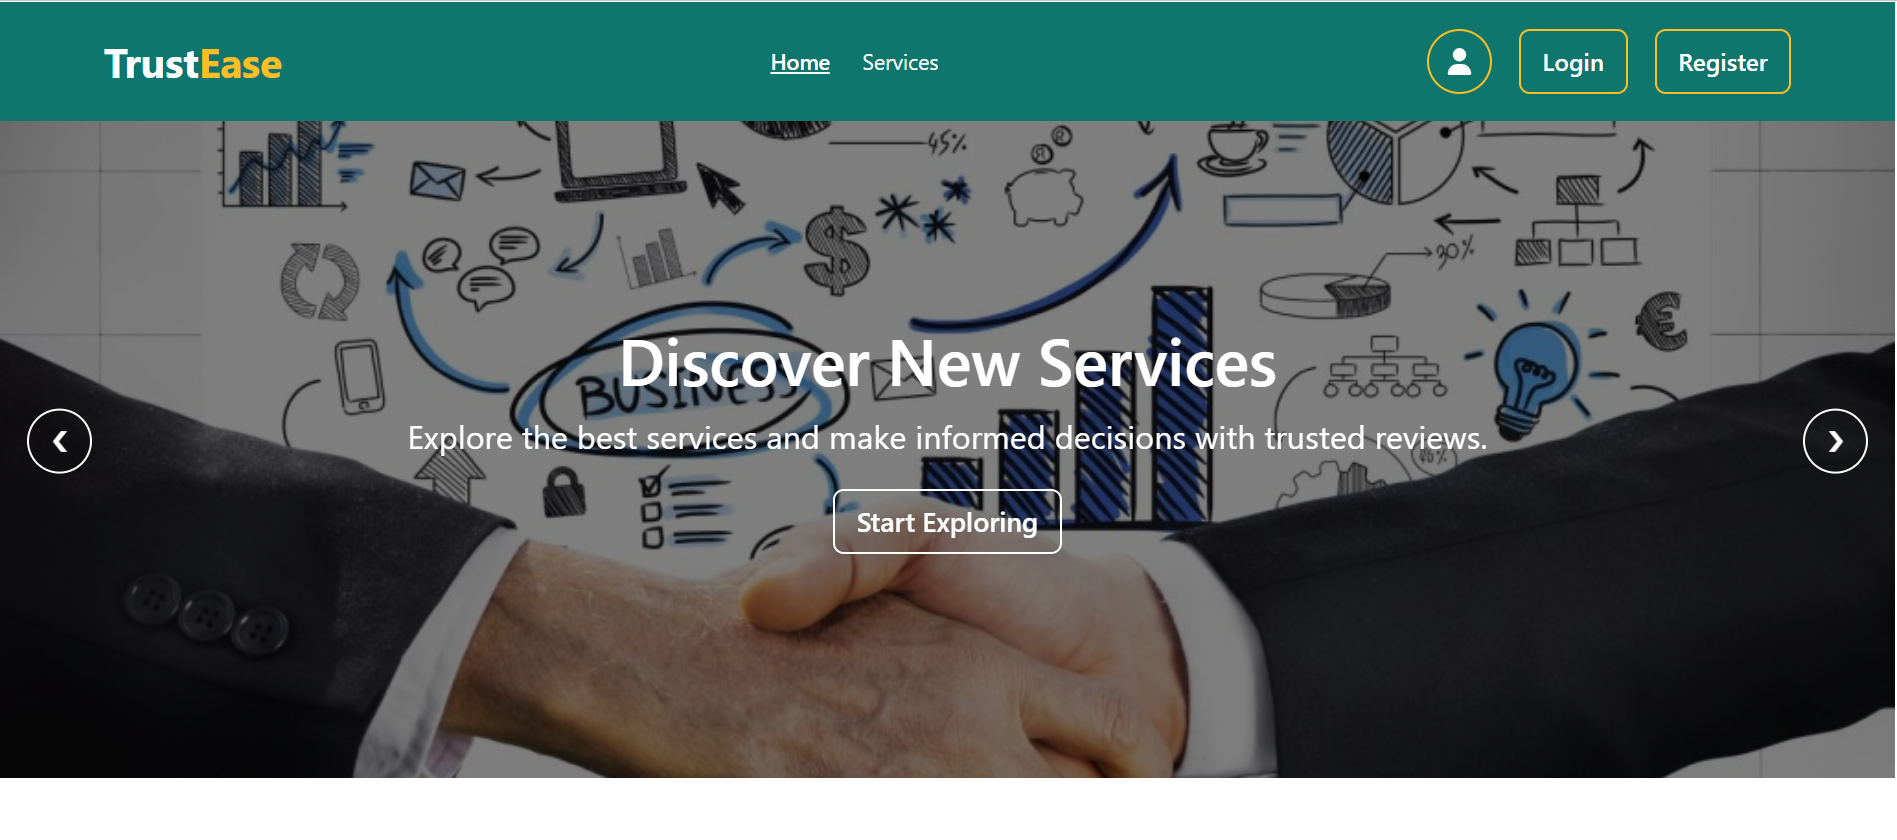 TrustEase
Home Services
Login
Register
45%
30%
BUSINESS
Discover New Services
Explore the best services and make informed decisions with trusted reviews.
Start Exploring